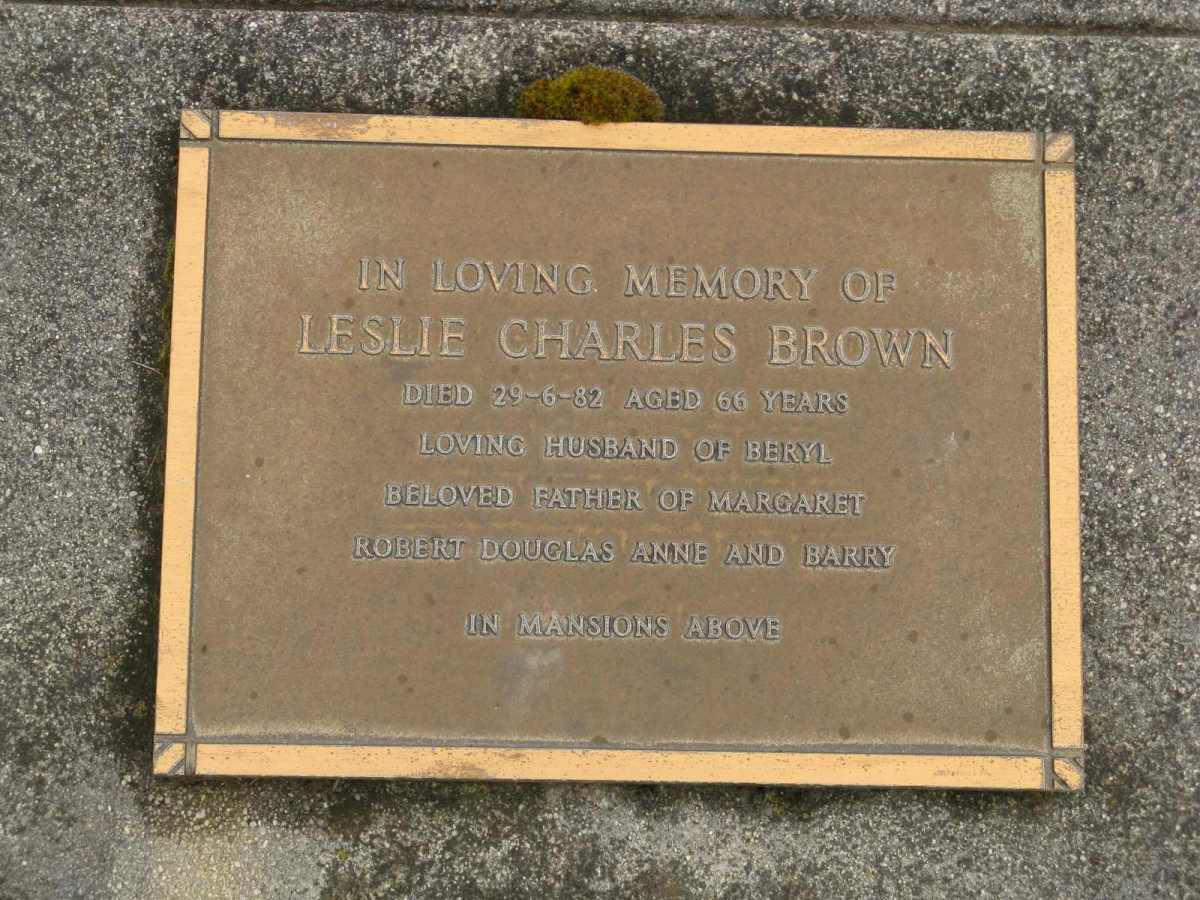 IN LOVING MEMORY OF
LESLIE CHARLES BROWN
DIED 29-6-82 AGED 66 YEARS
LOVING HUSBAND OF BERYL
BELOVED FATHER OF MARGARET
ROBERT DOUGLAS ANNE AND BARRY
IN MANSIONS ABOVE